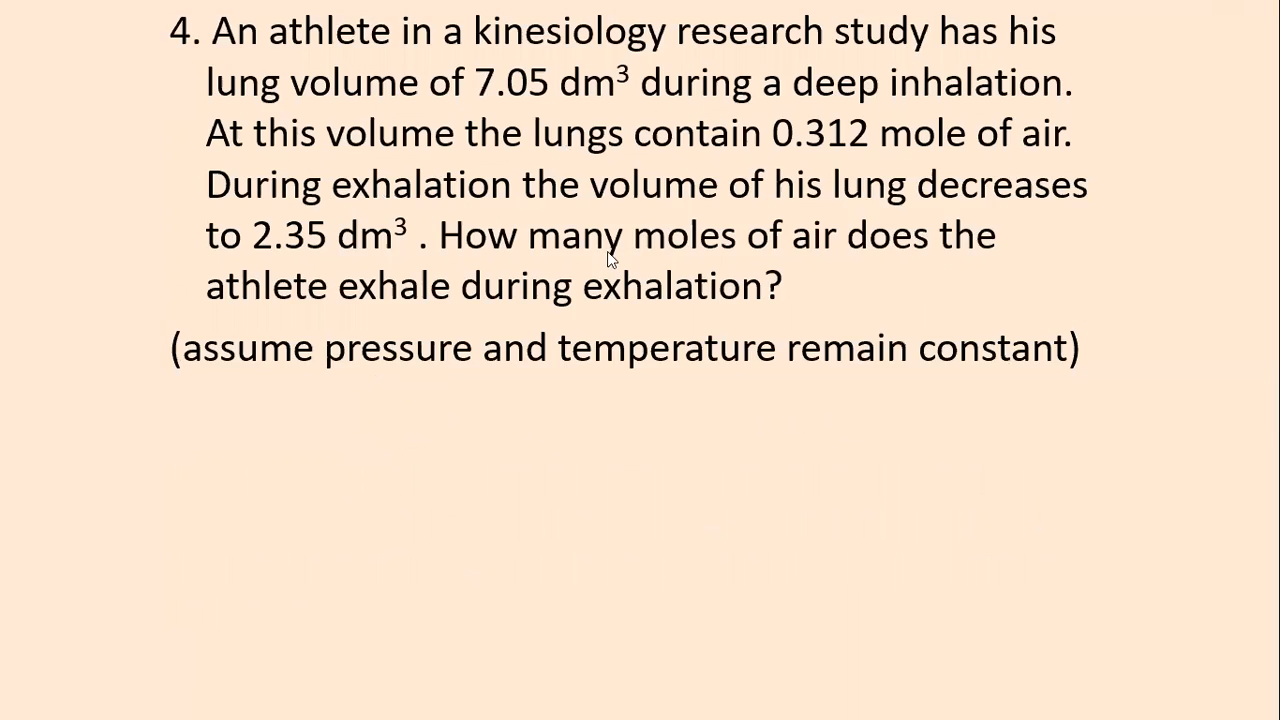 4. An athlete in a kinesiology research study has his
lung volume of 7.05 dm³ during a deep inhalation.
At this volume the lungs contain 0.312 mole of air.
During exhalation the volume of his lung decreases
to 2.35 dm³ . How many moles of air does the
athlete exhale during exhalation?
(assume pressure and temperature remain constant)